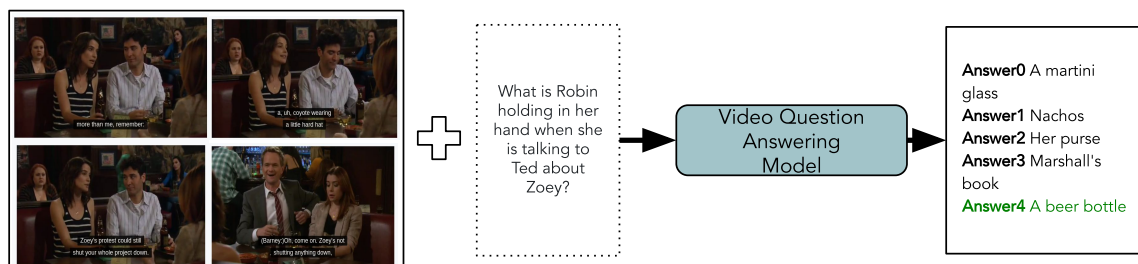 more than me, remember:
a, uh, coyote wearing
a little hard hat
Zoey's protest could still
shut your whole project down.
(Barney:)Oh, come on. Zoey's not
shutting anything down,
What is Robin
holding in her
hand when she
is talking to
Ted about
Zoey?
Video Question
Answering
Model
Answer0 A martini
glass
Answer1 Nachos
Answer2 Her purse
Answer3 Marshall's
book
Answer4 A beer bottle